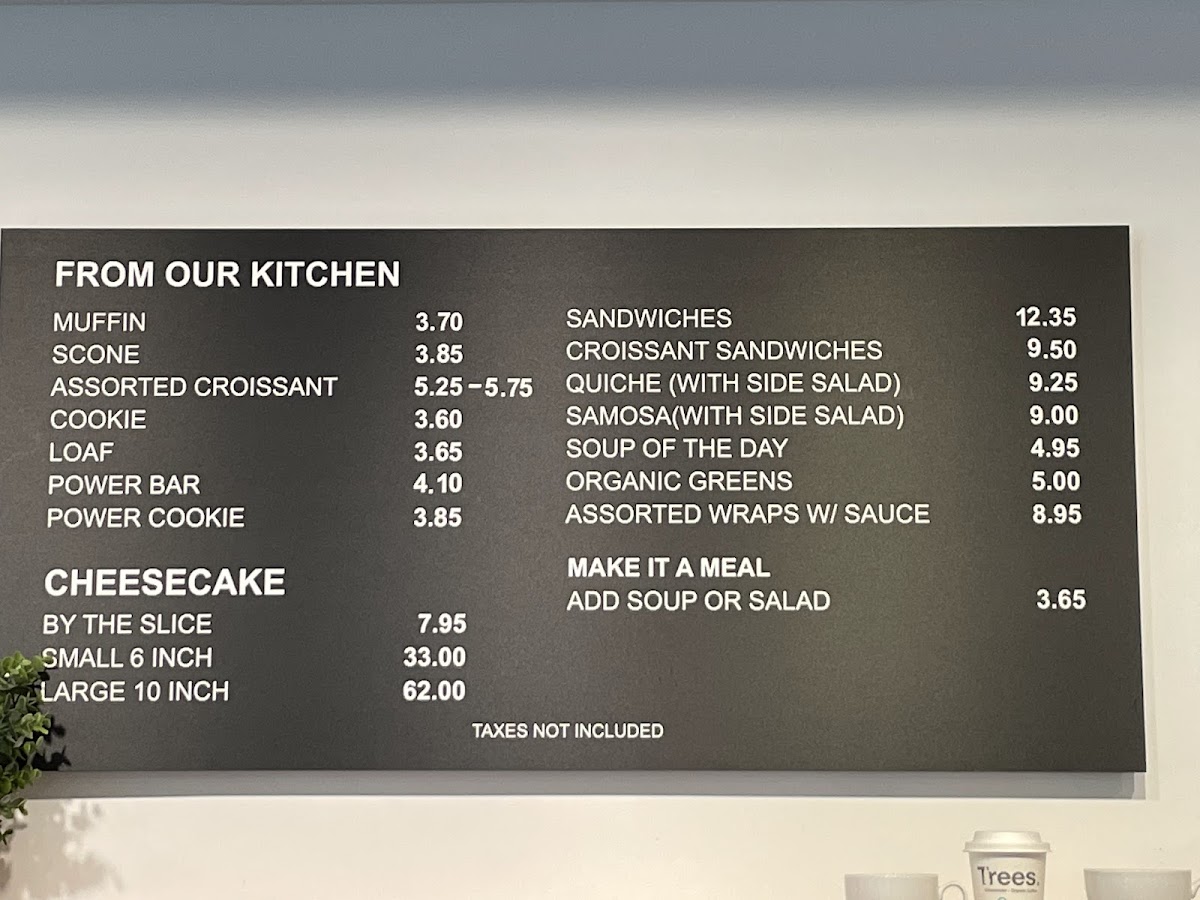 FROM OUR KITCHEN
MUFFIN 3.70
SCONE 3.85
ASSORTED CROISSANT 5.25-5.75
COOKIE 3.60
LOAF 3.65
POWER BAR 4.10
POWER COOKIE 3.85
CHEESECAKE
BY THE SLICE 7.95
SMALL 6 INCH 33.00
LARGE 10 INCH 62.00
SANDWICHES 12.35
CROISSANT SANDWICHES 9.50
QUICHE (WITH SIDE SALAD) 9.25
SAMOSA(WITH SIDE SALAD) 9.00
SOUP OF THE DAY 4.95
ORGANIC GREENS 5.00
ASSORTED WRAPS W/ SAUCE 8.95
MAKE IT A MEAL
ADD SOUP OR SALAD 3.65
TAXES NOT INCLUDED
Trees.